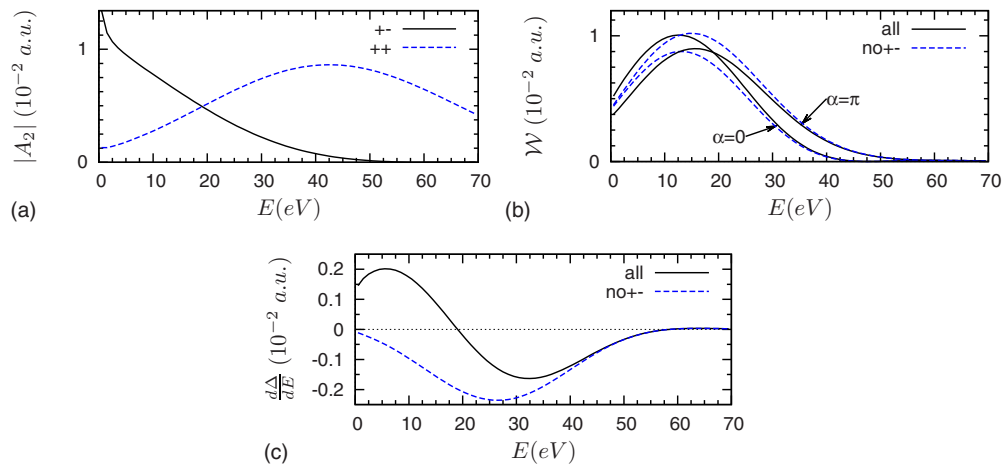 |A₂| (10⁻² a.u.)
1
0
+-
++
0 10 20 30 40 50 60 70
E(eV)
(a)
𝒲 (10⁻² a.u.)
1
0
all
no+-
α=π
α=0
0 10 20 30 40 50 60 70
E(eV)
(b)
dΔ/dE (10⁻² a.u.)
0.2
0.1
0
-0.1
-0.2
all
no+-
0 10 20 30 40 50 60 70
E(eV)
(c)